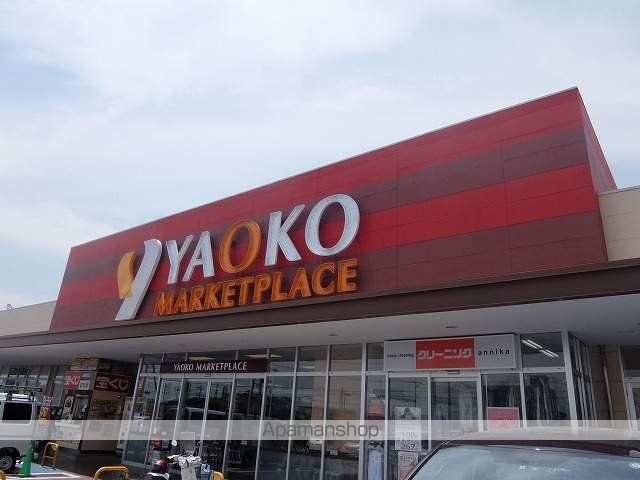 YAOKO
MARKETPLACE
YAOKO MARKETPLACE
クリーニング annika
宝くじ
Apamanshop